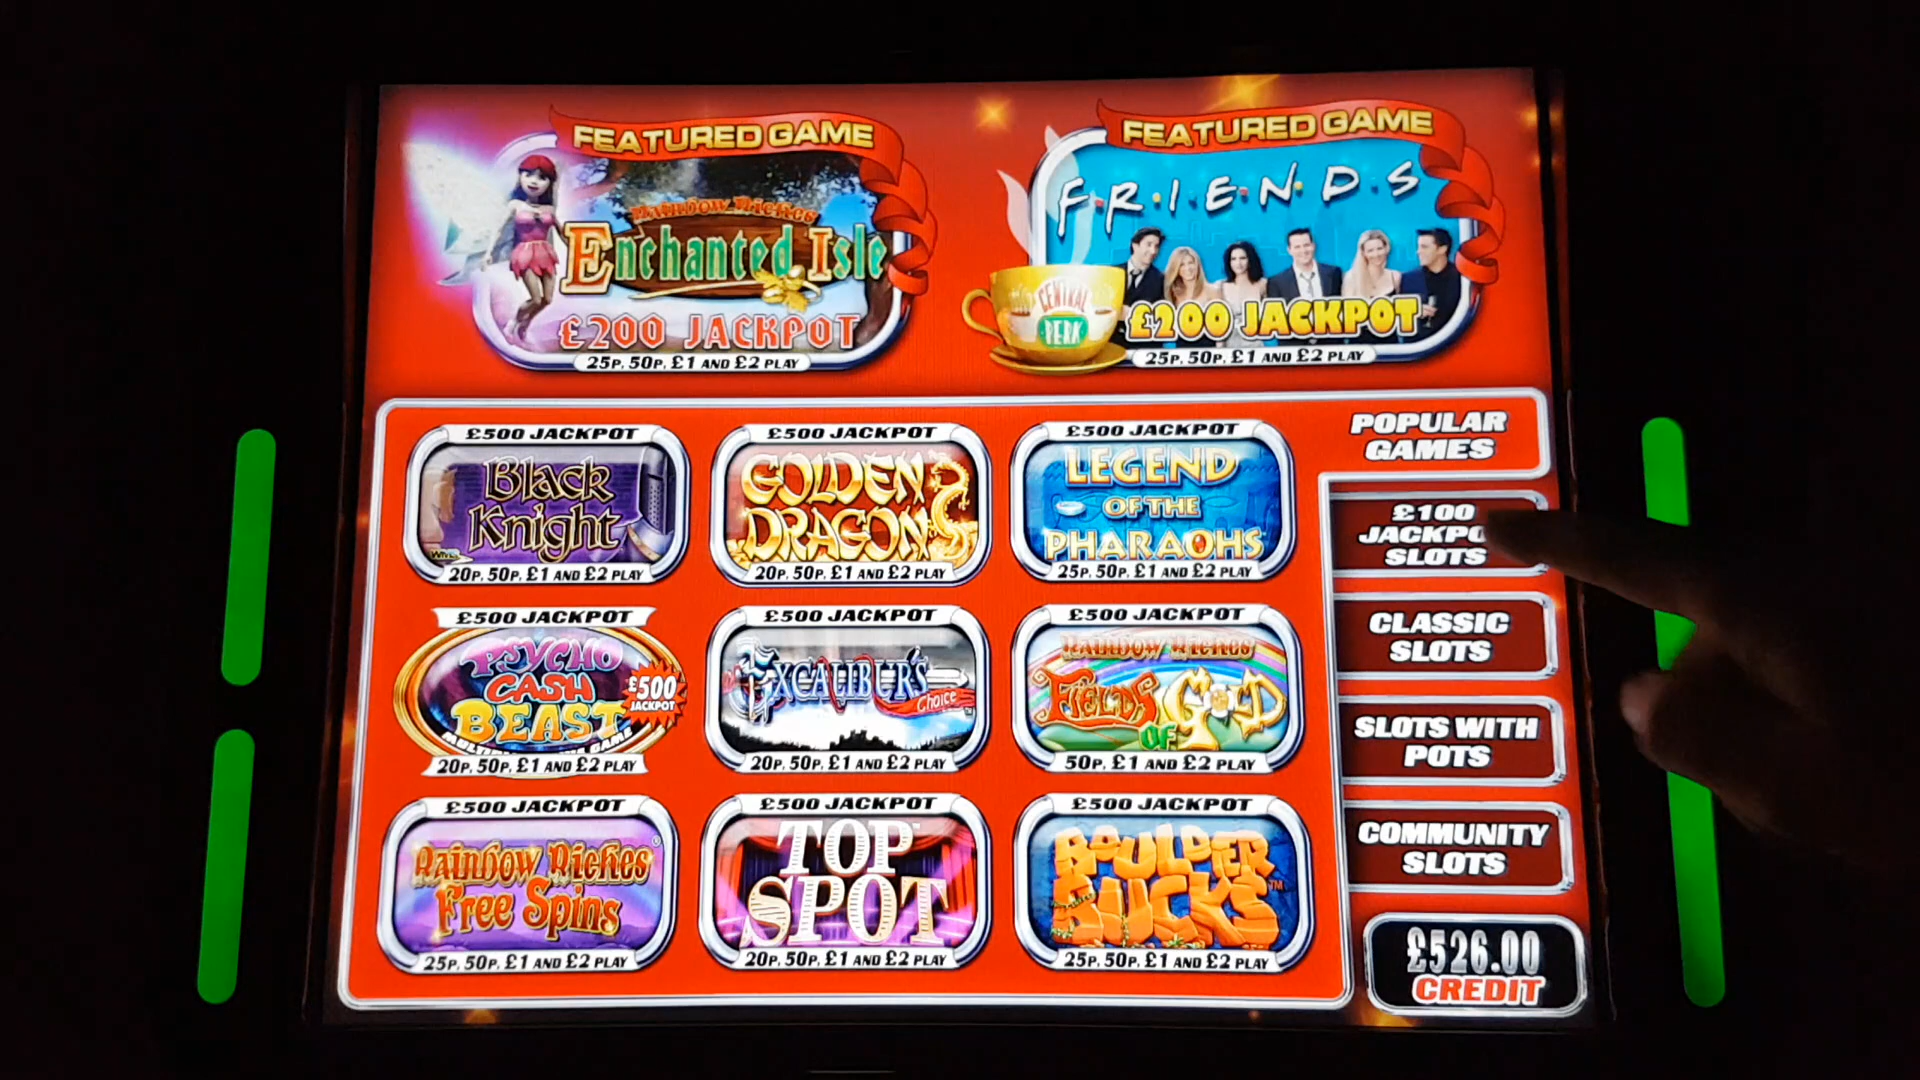 FEATURED GAME
Rainbow Riches
Enchanted Isle
£200 JACKPOT
25P, 50P, £1 AND £2 PLAY
FEATURED GAME
F·R·I·E·N·D·S
CENTRAL
PERK
£200 JACKPOT
25P, 50P, £1 AND £2 PLAY
£500 JACKPOT
Black
Knight
WMS
20P, 50P, £1 AND £2 PLAY
£500 JACKPOT
GOLDEN
DRAGON
20P, 50P, £1 AND £2 PLAY
£500 JACKPOT
LEGEND
OF THE
PHARAOHS
25P, 50P, £1 AND £2 PLAY
£500 JACKPOT
PSYCHO
CASH
BEAST
£500
JACKPOT
GAME
20P, 50P, £1 AND £2 PLAY
£500 JACKPOT
EXCALIBUR'S
Choice
20P, 50P, £1 AND £2 PLAY
£500 JACKPOT
Rainbow Riches
FIELDS
OF
GOLD
50P, £1 AND £2 PLAY
£500 JACKPOT
Rainbow Riches®
Free Spins
25P, 50P, £1 AND £2 PLAY
£500 JACKPOT
TOP
SPOT
20P, 50P, £1 AND £2 PLAY
£500 JACKPOT
BOULDER
BUCKS™
25P, 50P, £1 AND £2 PLAY
POPULAR
GAMES
£100
JACKPO
SLOTS
CLASSIC
SLOTS
SLOTS WITH
POTS
COMMUNITY
SLOTS
£526.00
CREDIT